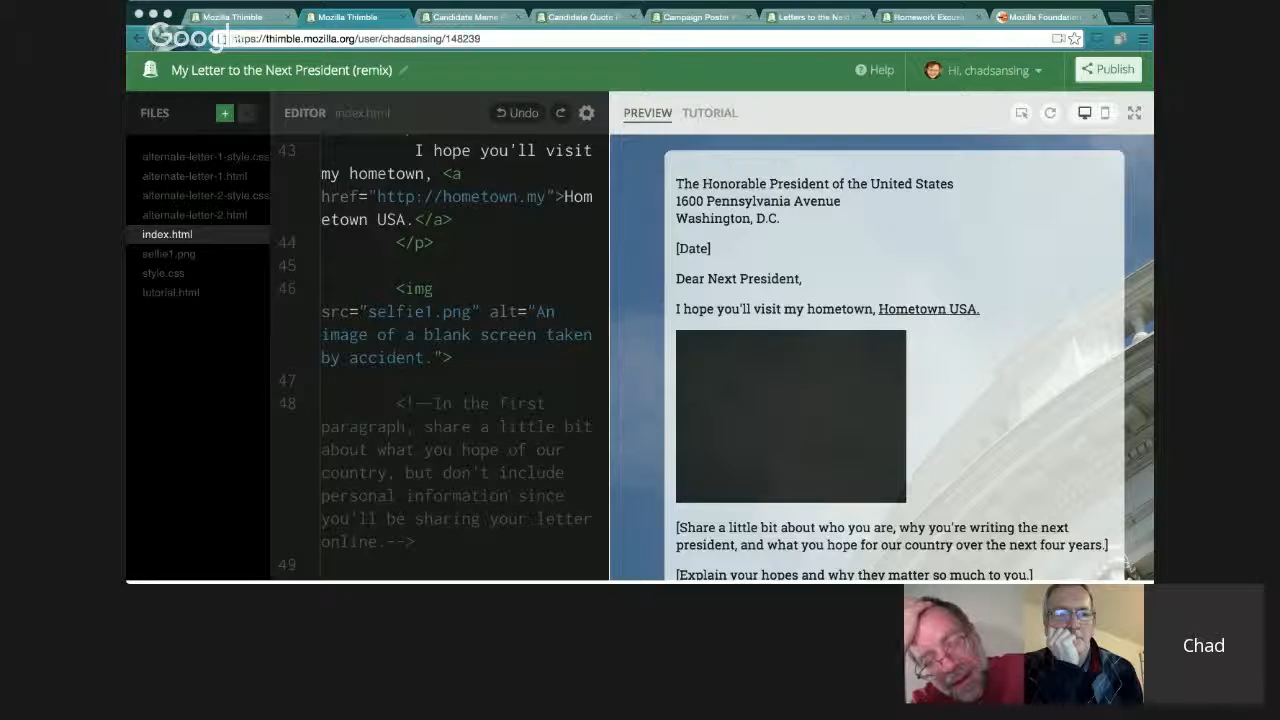 Mozilla Thimble
Mozilla Thimble
Candidate Meme
Candidate Quote
Campaign Poster
Letters to the Next
Homework Excu
Mozilla Foundation
Googl
https://thimble.mozilla.org/user/chadsansing/148239
My Letter to the Next President (remix)
Help
Hi, chadsansing
Publish
FILES
EDITOR index.html
Undo
PREVIEW TUTORIAL
alternate-letter-1-style.css
alternate-letter-1.html
alternate-letter-2-style.css
alternate-letter-2.html
index.html
selfie1.png
style.css
tutorial.html
43 I hope you'll visit
my hometown, <a
href="http://hometown.my">Hom
etown USA.</a>
44 </p>
45
46 <img
src="selfie1.png" alt="An
image of a blank screen taken
by accident.">
47
48 <!--In the first
paragraph, share a little bit
about what you hope of our
country, but don't include
personal information since
you'll be sharing your letter
online.-->
49
The Honorable President of the United States
1600 Pennsylvania Avenue
Washington, D.C.
[Date]
Dear Next President,
I hope you'll visit my hometown, Hometown USA.
[Share a little bit about who you are, why you're writing the next
president, and what you hope for our country over the next four years.]
[Explain your hopes and why they matter so much to you.]
Chad